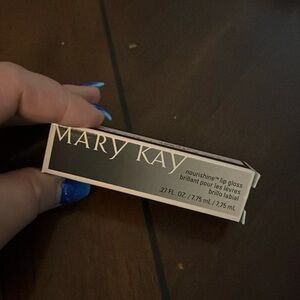 MARY KAY
nourishine™ lip gloss
brillant pour les lèvres
brillo labial
.27 FL. OZ. / 7.75 mL / 7,75 mL